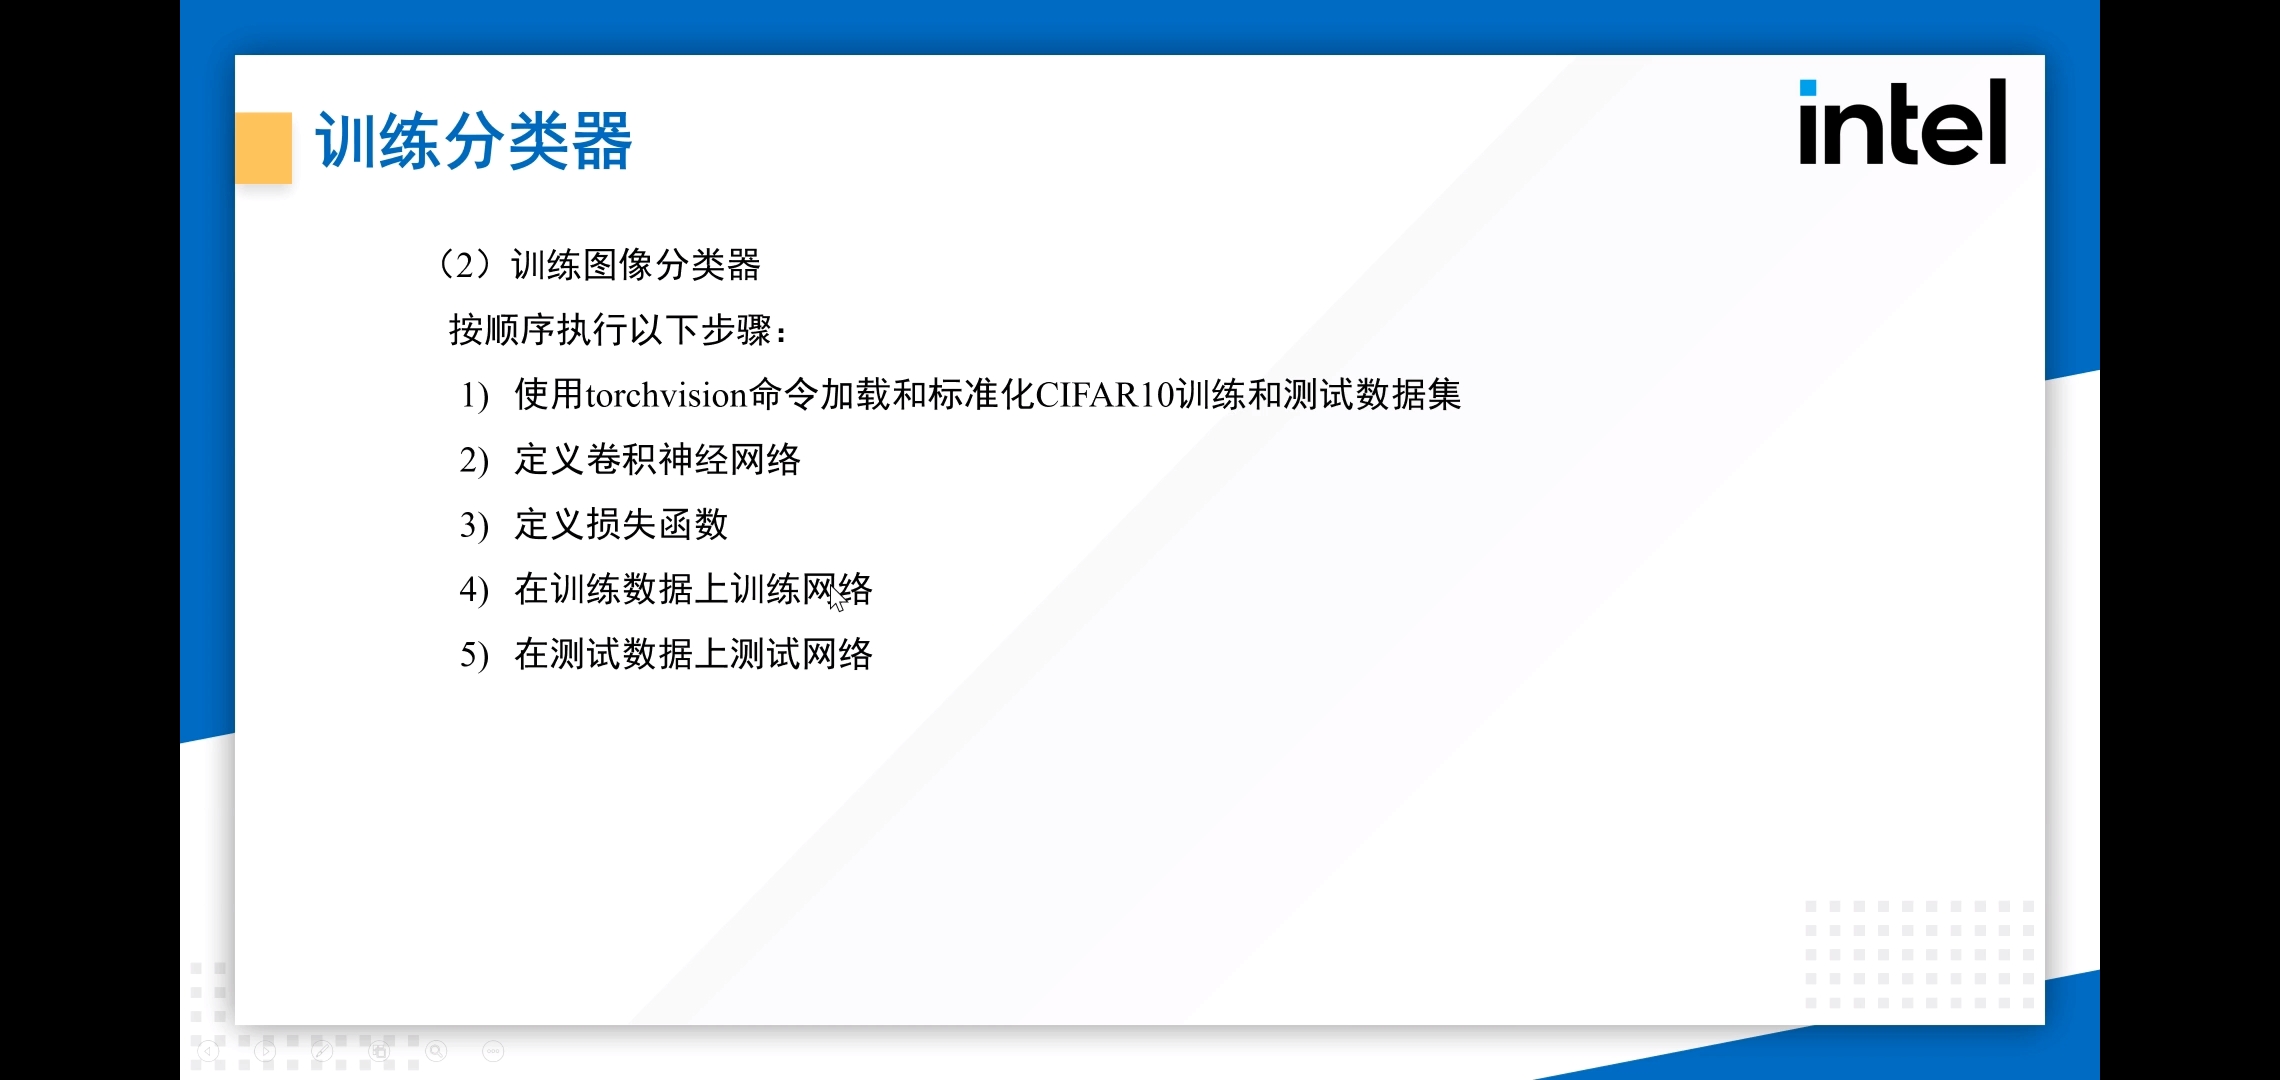 训练分类器
intel
（2）训练图像分类器
按顺序执行以下步骤：
1) 使用torchvision命令加载和标准化CIFAR10训练和测试数据集
2) 定义卷积神经网络
3) 定义损失函数
4) 在训练数据上训练网络
5) 在测试数据上测试网络